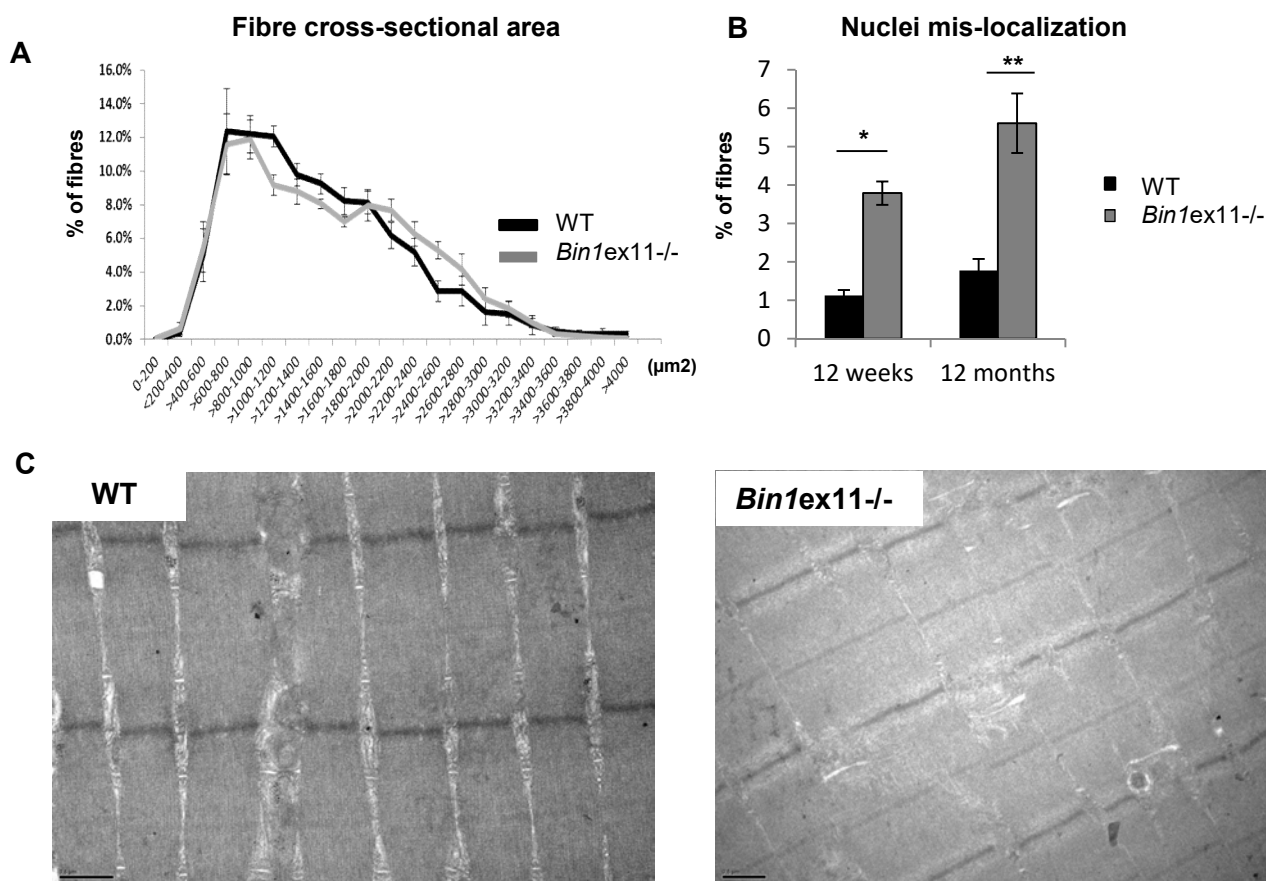 A
Fibre cross-sectional area
% of fibres
16.0%
14.0%
12.0%
10.0%
8.0%
6.0%
4.0%
2.0%
0.0%
WT
Bin1ex11-/-
0-200
<200-400
>400-600
>600-800
>800-1000
>1000-1200
>1200-1400
>1400-1600
>1600-1800
>1800-2000
>2000-2200
>2200-2400
>2400-2600
>2600-2800
>2800-3000
>3000-3200
>3200-3400
>3400-3600
>3600-3800
>3800-4000
>4000
(µm2)
B
Nuclei mis-localization
% of fibres
7
6
5
4
3
2
1
0
*
**
12 weeks
12 months
WT
Bin1ex11-/-
C
WT
Bin1ex11-/-